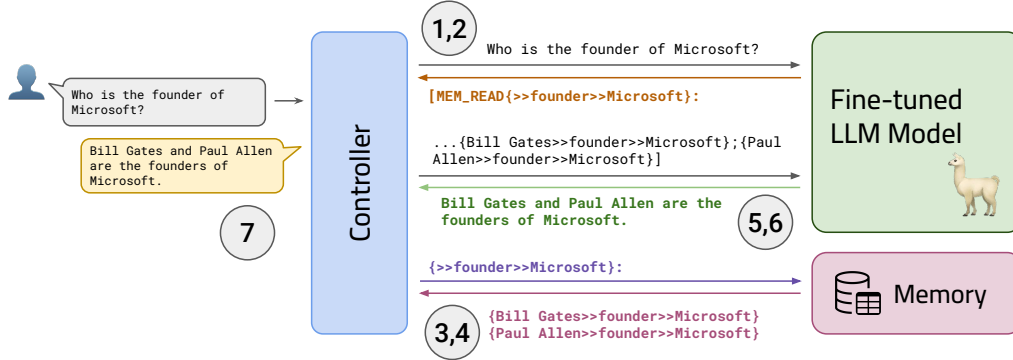 1,2
Who is the founder of Microsoft?
Who is the founder of
Microsoft?
[MEM_READ{>>founder>>Microsoft}:
Fine-tuned
LLM Model
Controller
...{Bill Gates>>founder>>Microsoft};{Paul
Allen>>founder>>Microsoft}]
Bill Gates and Paul Allen
are the founders of
Microsoft.
Bill Gates and Paul Allen are the
founders of Microsoft.
7
5,6
{>>founder>>Microsoft}:
Memory
3,4
{Bill Gates>>founder>>Microsoft}
{Paul Allen>>founder>>Microsoft}